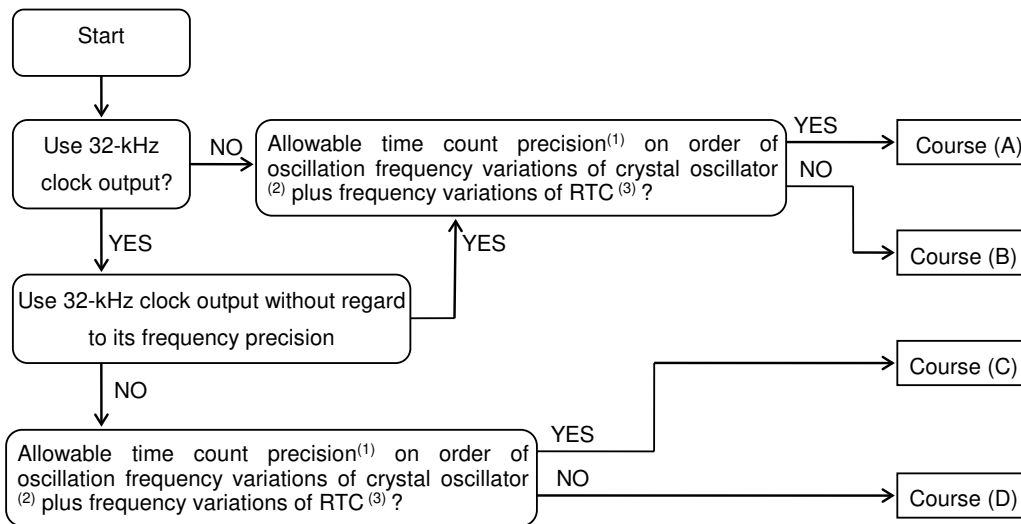 Start
Use 32-kHz
clock output?
NO
Allowable time count precision(1) on order of
oscillation frequency variations of crystal oscillator
(2) plus frequency variations of RTC (3) ?
YES
Course (A)
NO
Course (B)
YES
YES
Use 32-kHz clock output without regard
to its frequency precision
NO
Course (C)
Allowable time count precision(1) on order of
oscillation frequency variations of crystal oscillator
(2) plus frequency variations of RTC (3) ?
YES
NO
Course (D)